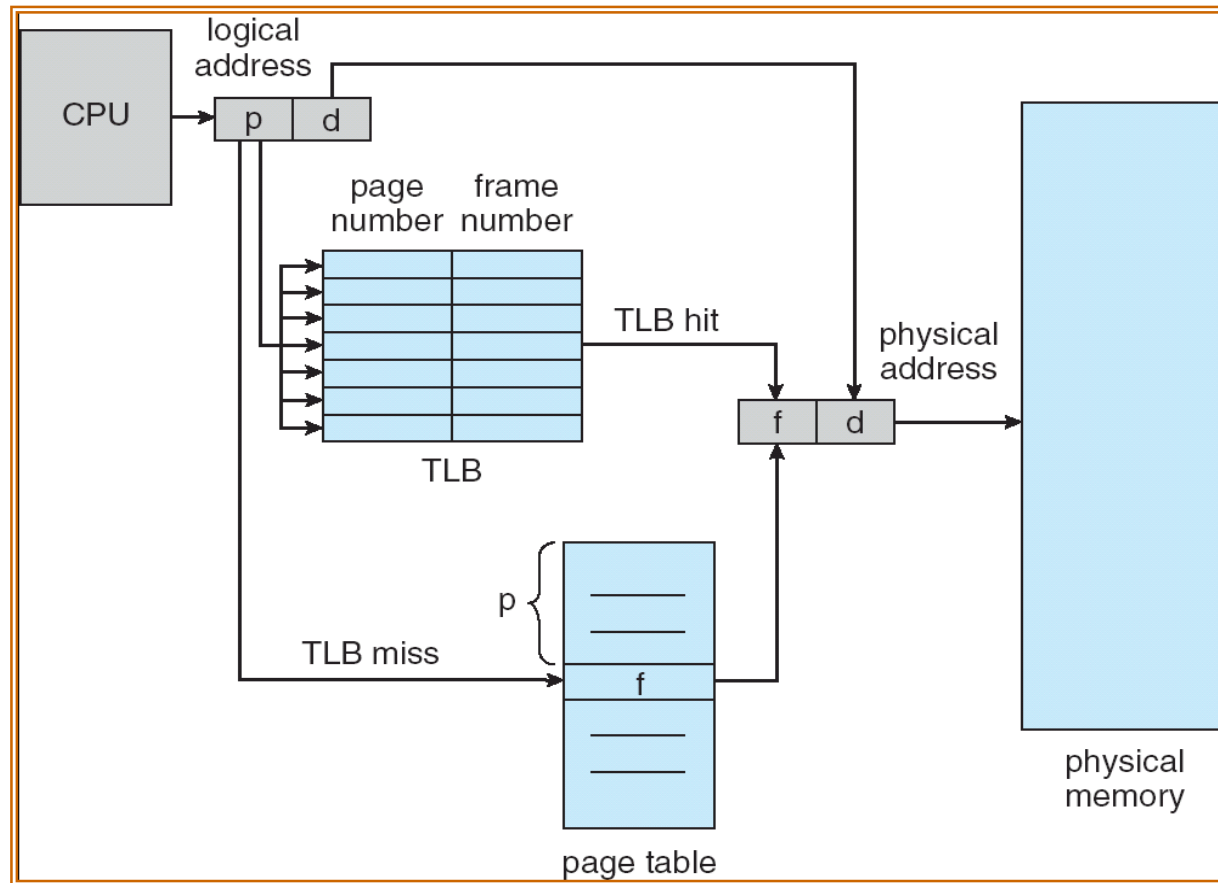 logical
address
CPU
p
d
page
number
frame
number
TLB hit
physical
address
f
d
TLB
p
TLB miss
f
physical
memory
page table